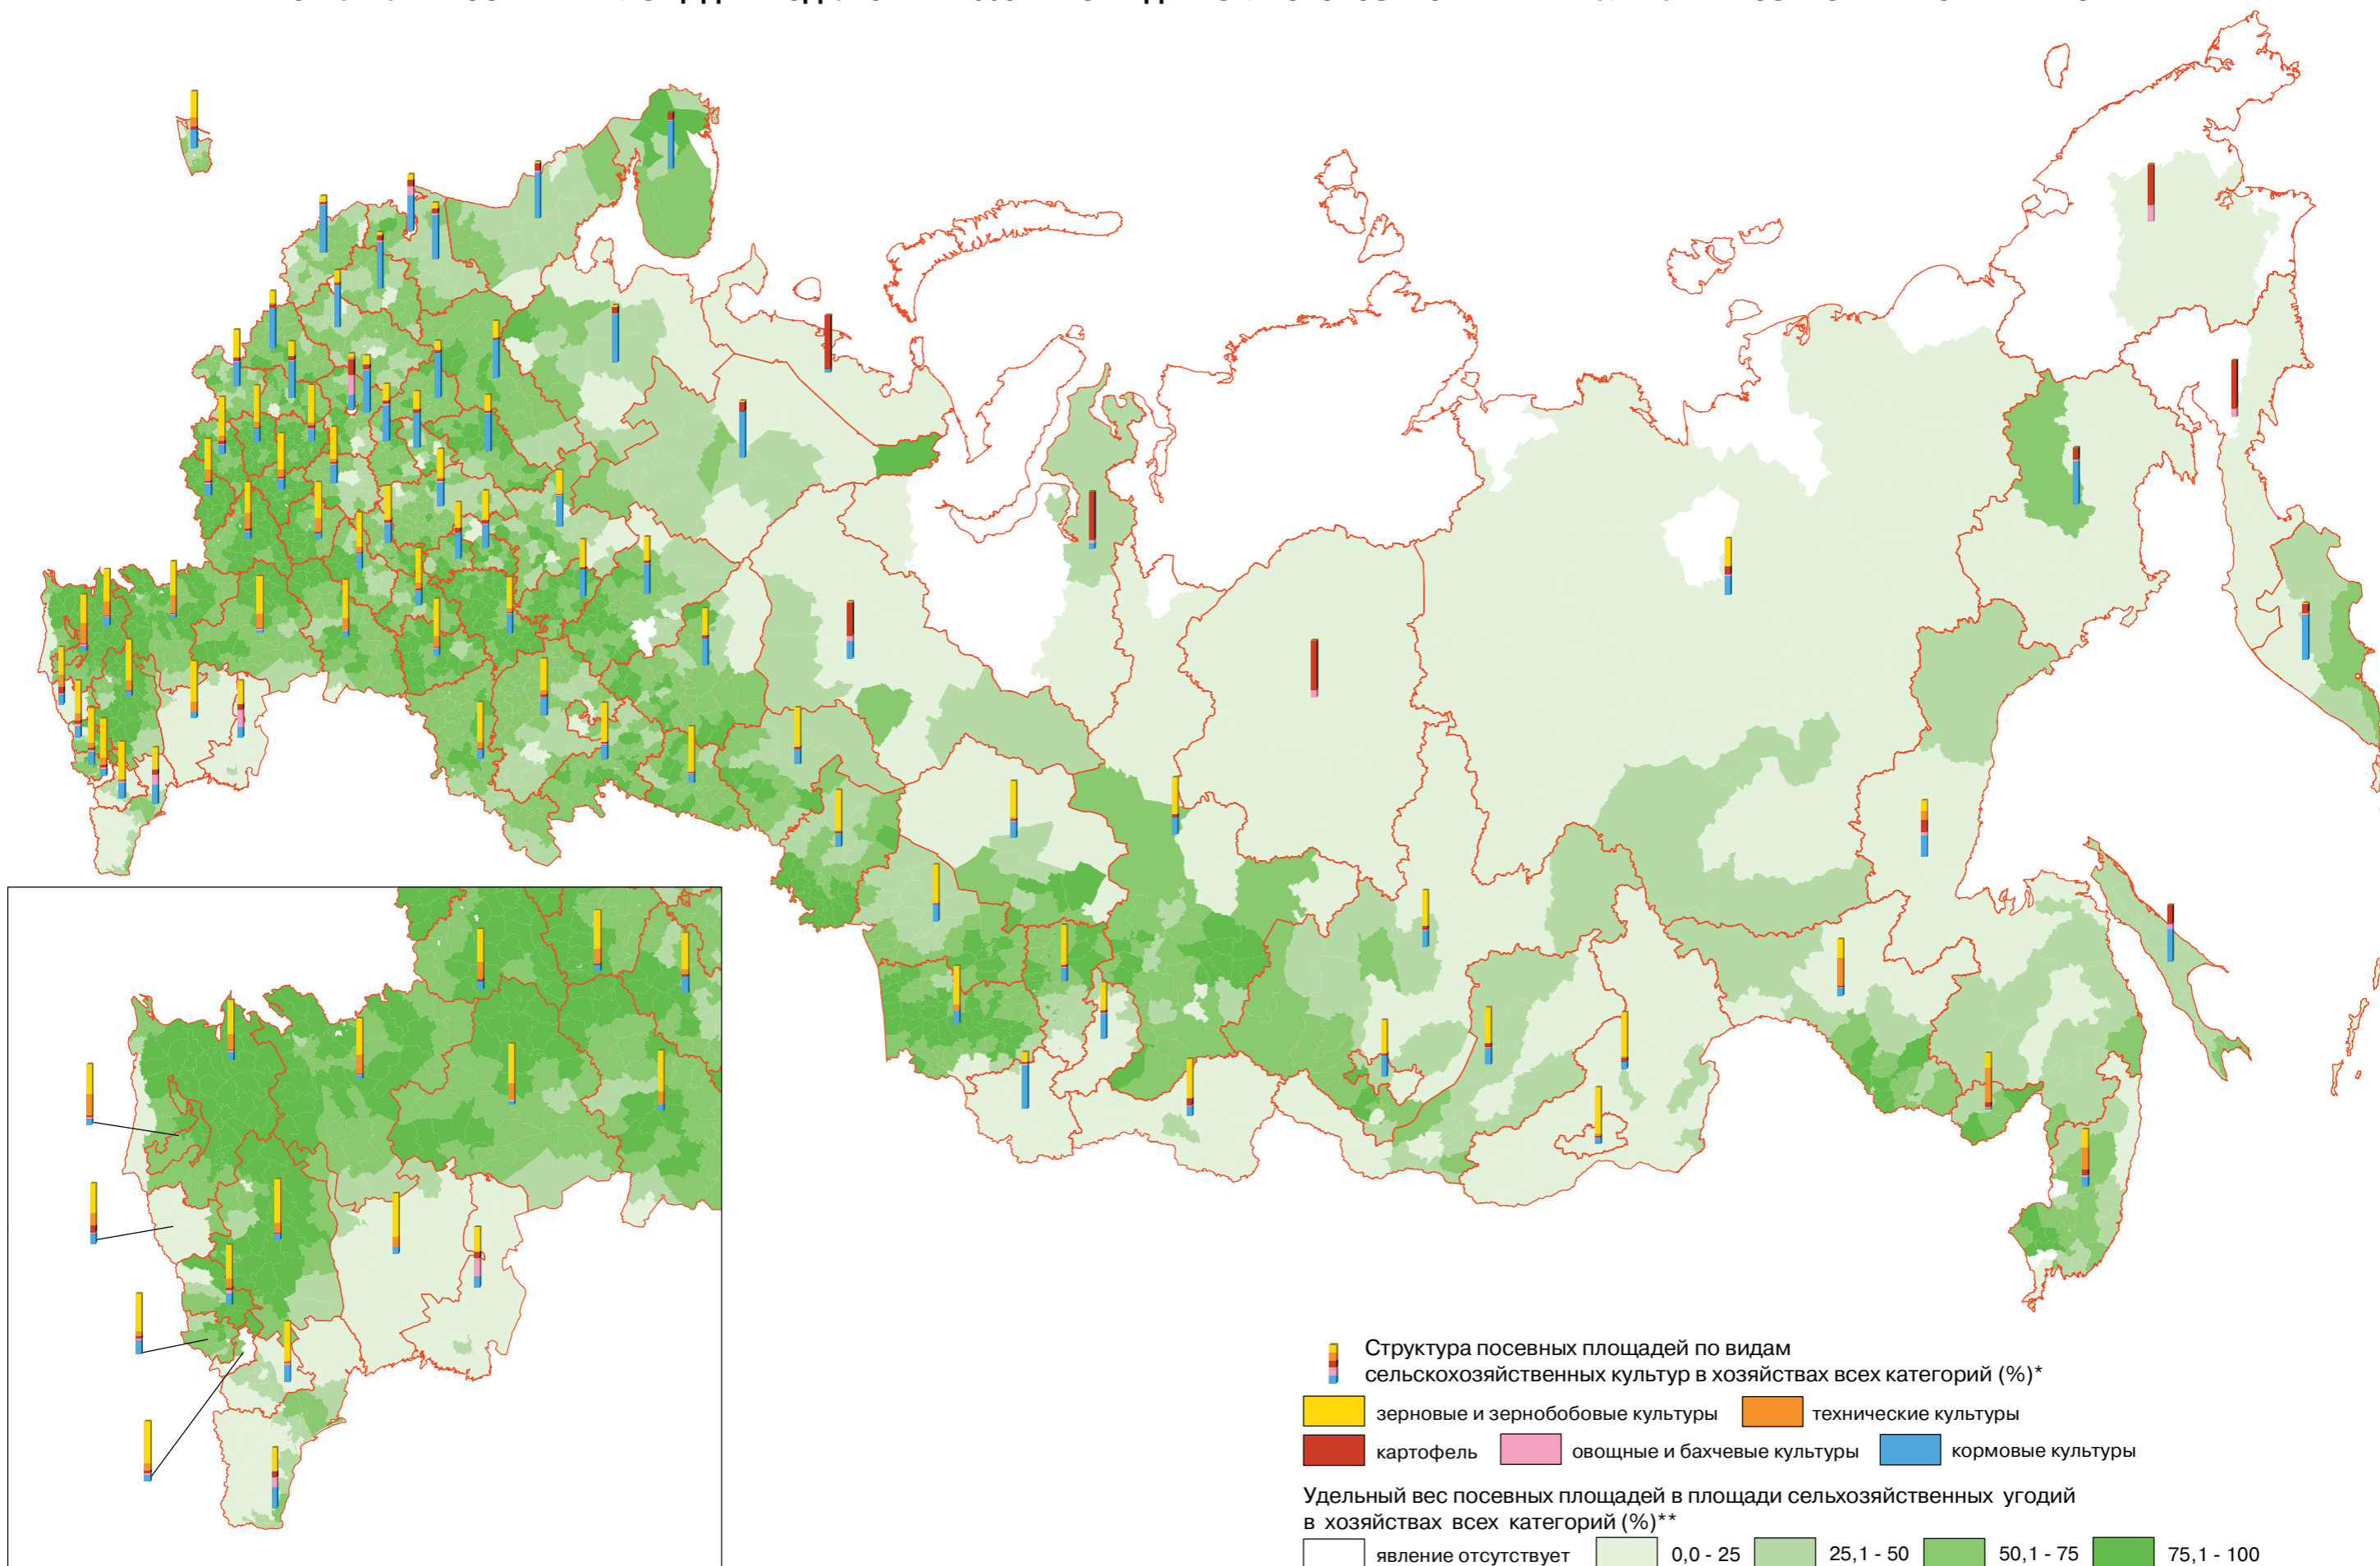 Структура посевных площадей по видам
сельскохозяйственных культур в хозяйствах всех категорий (%)*
зерновые и зернобобовые культуры
технические культуры
картофель
овощные и бахчевые культуры
кормовые культуры
Удельный вес посевных площадей в площади сельхозяйственных угодий
в хозяйствах всех категорий (%)**
явление отсутствует
0,0 - 25
25,1 - 50
50,1 - 75
75,1 - 100